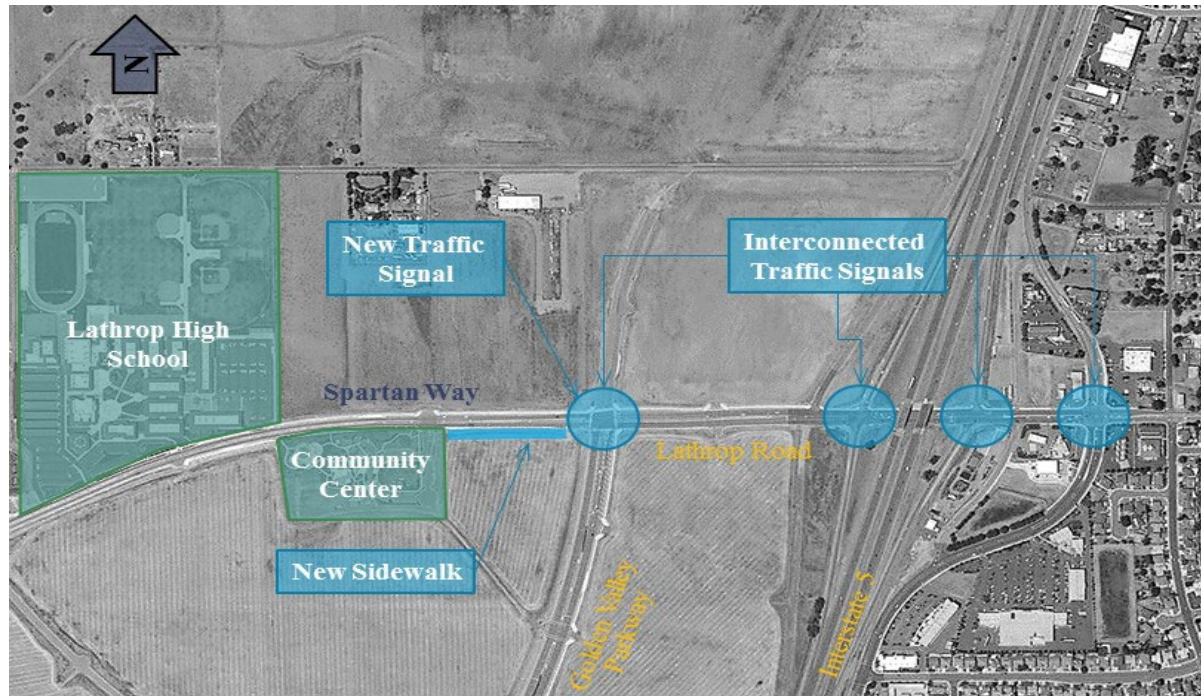 N
New Traffic
Signal
Interconnected
Traffic Signals
Lathrop High
School
Spartan Way
Lathrop Road
Community
Center
New Sidewalk
Golden Valley
Parkway
Interstate 5